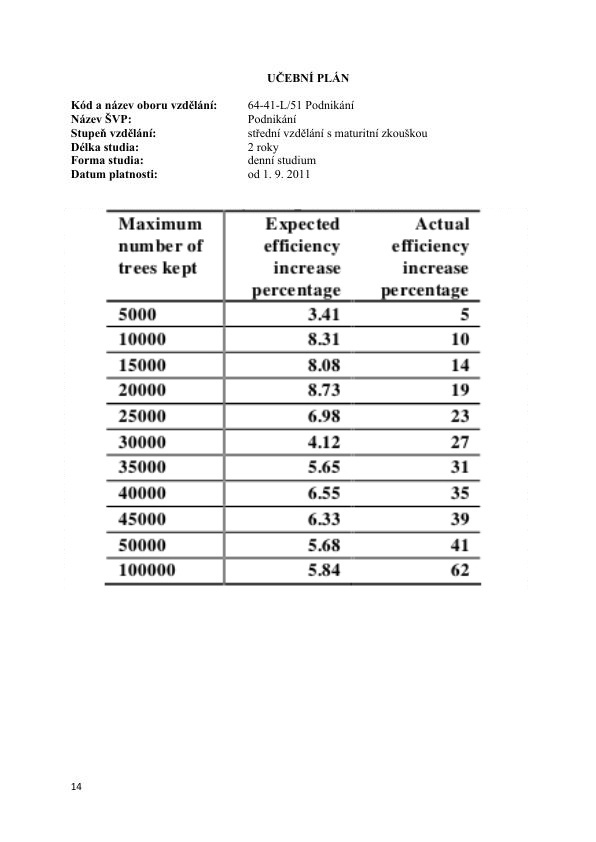 UČEBNÍ PLÁN
Kód a název oboru vzdělání: 64-41-L/51 Podnikání
Název ŠVP: Podnikání
Stupeň vzdělání: střední vzdělání s maturitní zkouškou
Délka studia: 2 roky
Forma studia: denní studium
Datum platnosti: od 1. 9. 2011
Maximum Expected Actual
number of efficiency efficiency
trees kept increase increase
percentage percentage
5000 3.41 5
10000 8.31 10
15000 8.08 14
20000 8.73 19
25000 6.98 23
30000 4.12 27
35000 5.65 31
40000 6.55 35
45000 6.33 39
50000 5.68 41
100000 5.84 62
14